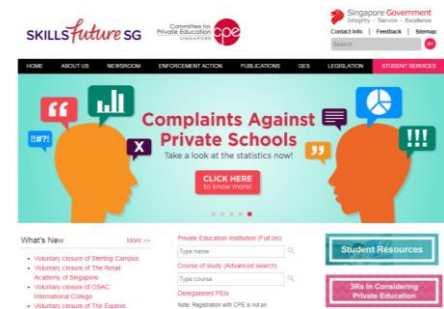 SKILLS future SG
Committee for
Private Education
SINGAPORE
cpe
Singapore Government
Integrity · Service · Excellence
Contact Info | Feedback | Sitemap
Search
HOME ABOUT US NEWSROOM ENFORCEMENT ACTION PUBLICATIONS GES LEGISLATION STUDENT SERVICES
Complaints Against
Private Schools
Take a look at the statistics now!
CLICK HERE
to know more!
!!#?!
X
!!!
What's New More >>
Voluntary closure of Sterling Campus
Voluntary closure of The Retail
Academy of Singapore
Voluntary closure of OSAC
International College
Voluntary closure of The Explore
Private Education Institution (Full list)
Type name
Course of study (Advanced search)
Type course
Deregistered PEIs
Note: Registration with CPE is not an
Student Resources
3Rs In Considering
Private Education